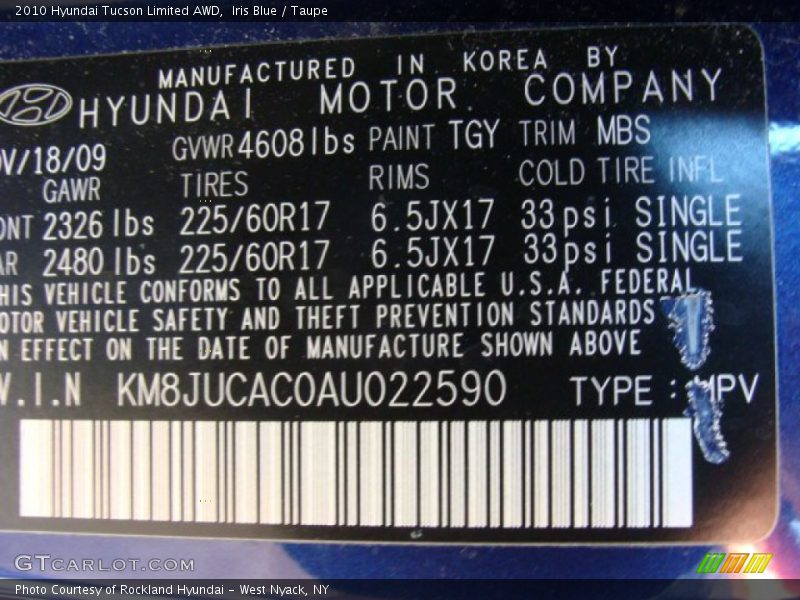 2010 Hyundai Tucson Limited AWD,  Iris Blue / Taupe
MANUFACTURED IN KOREA BY
HYUNDAI MOTOR COMPANY
OV/18/09 GVWR 4608lbs PAINT TGY TRIM MBS
GAWR TIRES RIMS COLD TIRE INFL
ONT 2326 lbs 225/60R17 6.5JX17 33psi SINGLE
AR 2480 lbs 225/60R17 6.5JX17 33psi SINGLE
HIS VEHICLE CONFORMS TO ALL APPLICABLE U.S.A. FEDERAL
OTOR VEHICLE SAFETY AND THEFT PREVENTION STANDARDS
N EFFECT ON THE DATE OF MANUFACTURE SHOWN ABOVE
V.I.N KM8JUCAC0AU022590 TYPE : MPV
GTCARLOT.COM
Photo Courtesy of Rockland Hyundai - West Nyack, NY